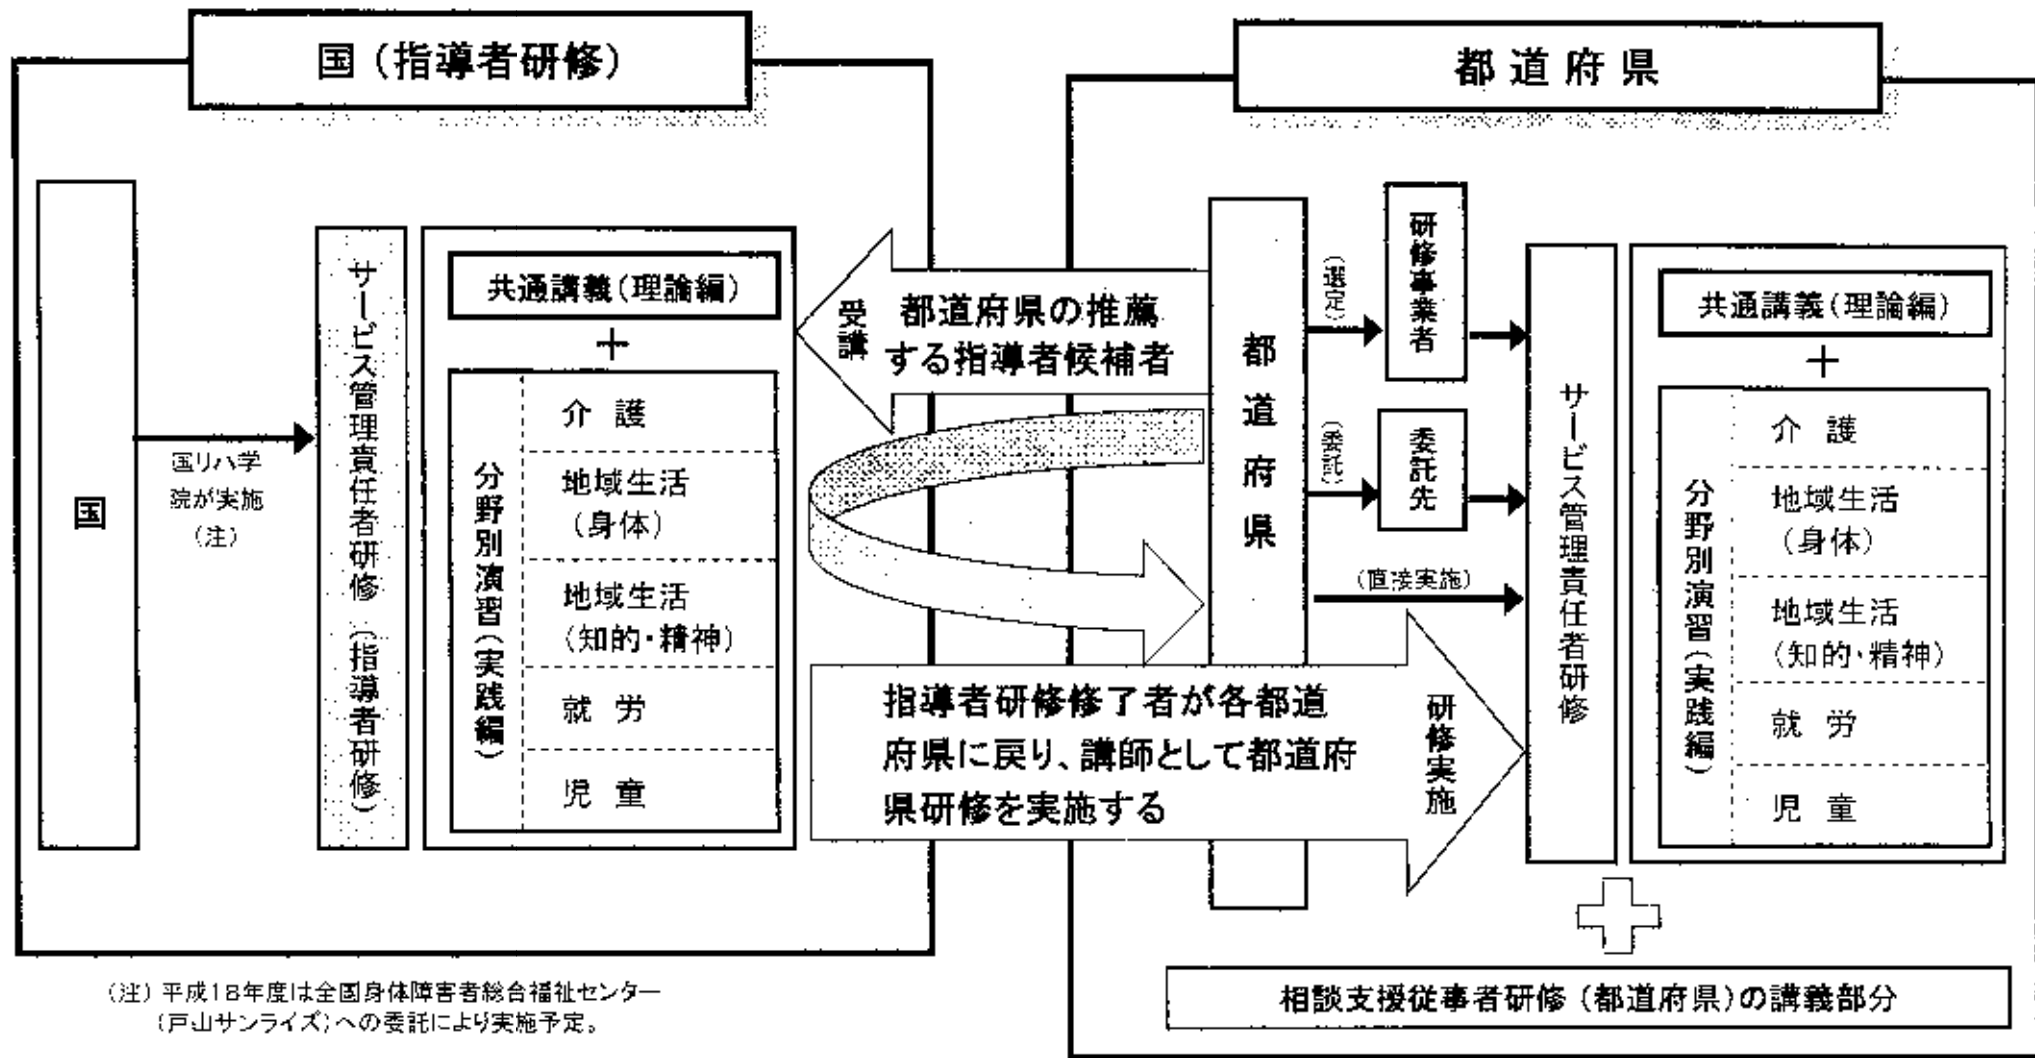 国（指導者研修）
国
国リハ学
院が実施
（注）
サービス管理責任者研修（指導者研修）
共通講義（理論編）
＋
分野別演習（実践編）
介 護
地域生活
（身体）
地域生活
（知的・精神）
就 労
児 童
受講
都道府県の推薦
する指導者候補者
指導者研修修了者が各都道
府県に戻り、講師として都道府
県研修を実施する
研修実施
都道府県
都道府県
（選定）
研修事業者
（委託）
委託先
（直接実施）
サービス管理責任者研修
共通講義（理論編）
＋
分野別演習（実践編）
介 護
地域生活
（身体）
地域生活
（知的・精神）
就 労
児 童
相談支援従事者研修（都道府県）の講義部分
（注）平成18年度は全国身体障害者総合福祉センター
（戸山サンライズ）への委託により実施予定。